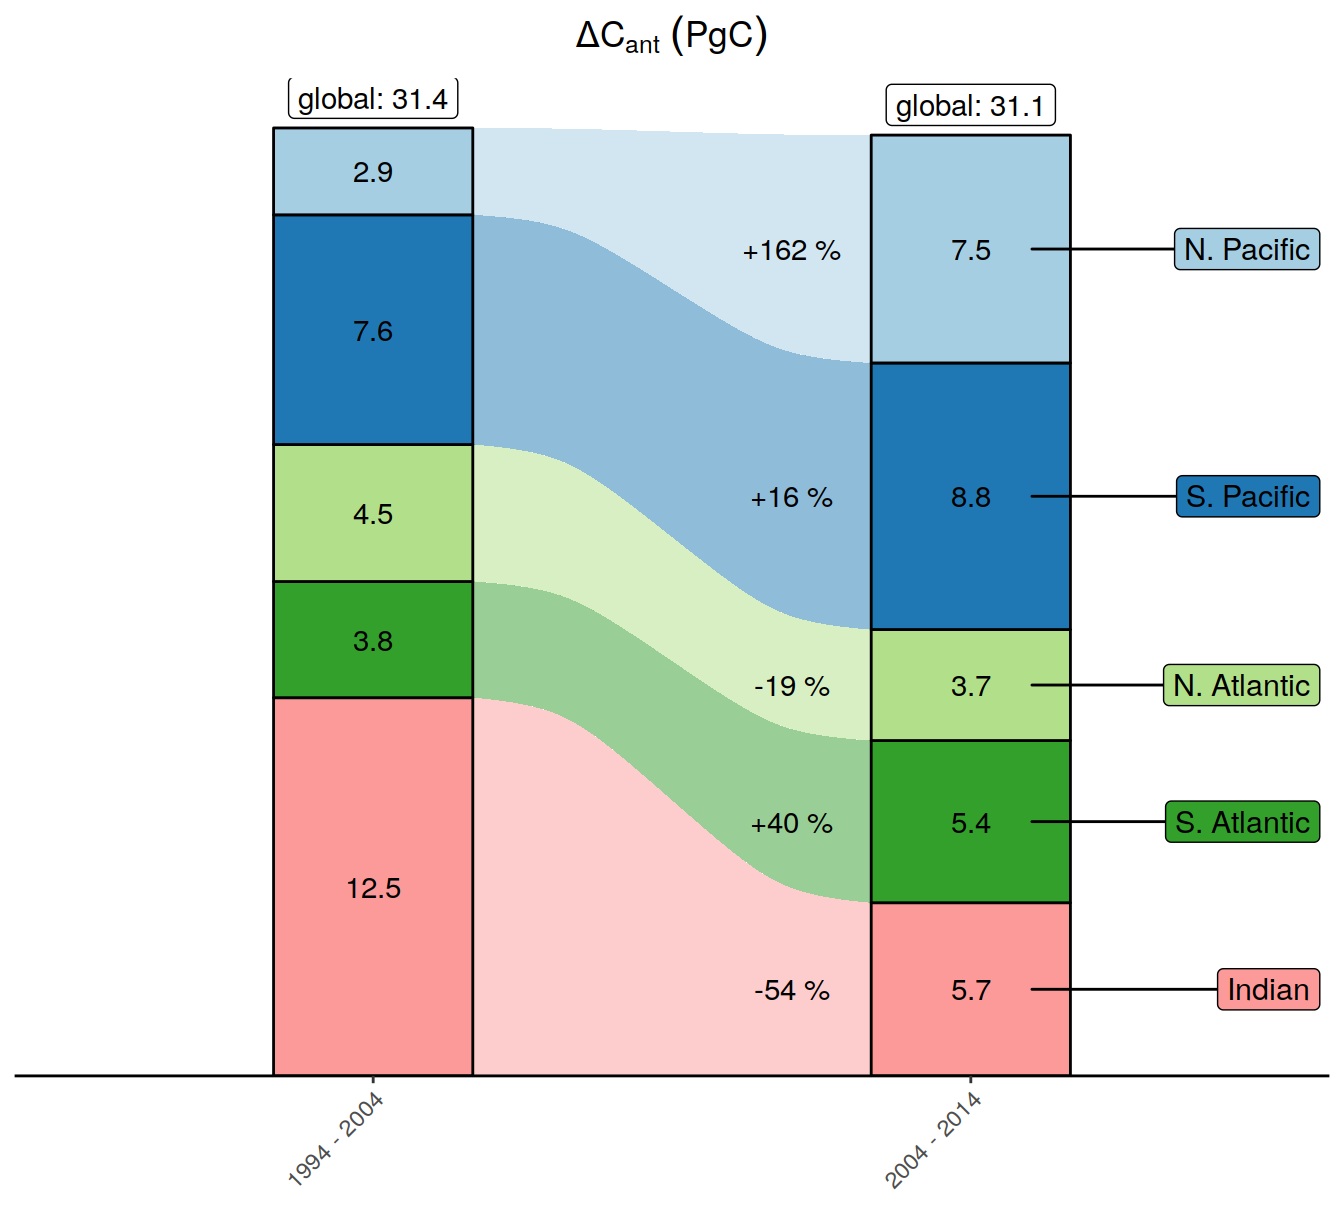 ΔCant (PgC)
global: 31.4
global: 31.1
2.9
+162 %
7.5
N. Pacific
7.6
+16 %
8.8
S. Pacific
4.5
-19 %
3.7
N. Atlantic
3.8
+40 %
5.4
S. Atlantic
12.5
-54 %
5.7
Indian
1994 - 2004
2004 - 2014